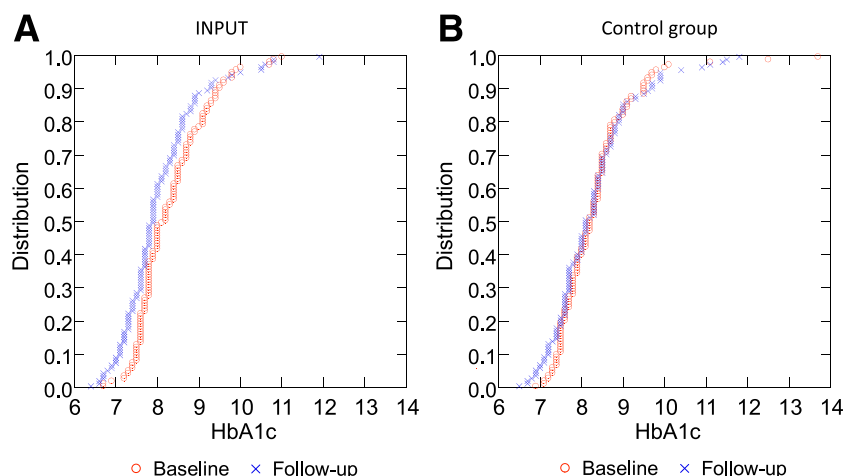 A INPUT
1.0
0.9
0.8
0.7
0.6
0.5
0.4
0.3
0.2
0.1
0.0
Distribution
6 7 8 9 10 11 12 13 14
HbA1c
○ Baseline × Follow-up
B Control group
1.0
0.9
0.8
0.7
0.6
0.5
0.4
0.3
0.2
0.1
0.0
Distribution
6 7 8 9 10 11 12 13 14
HbA1c
○ Baseline × Follow-up